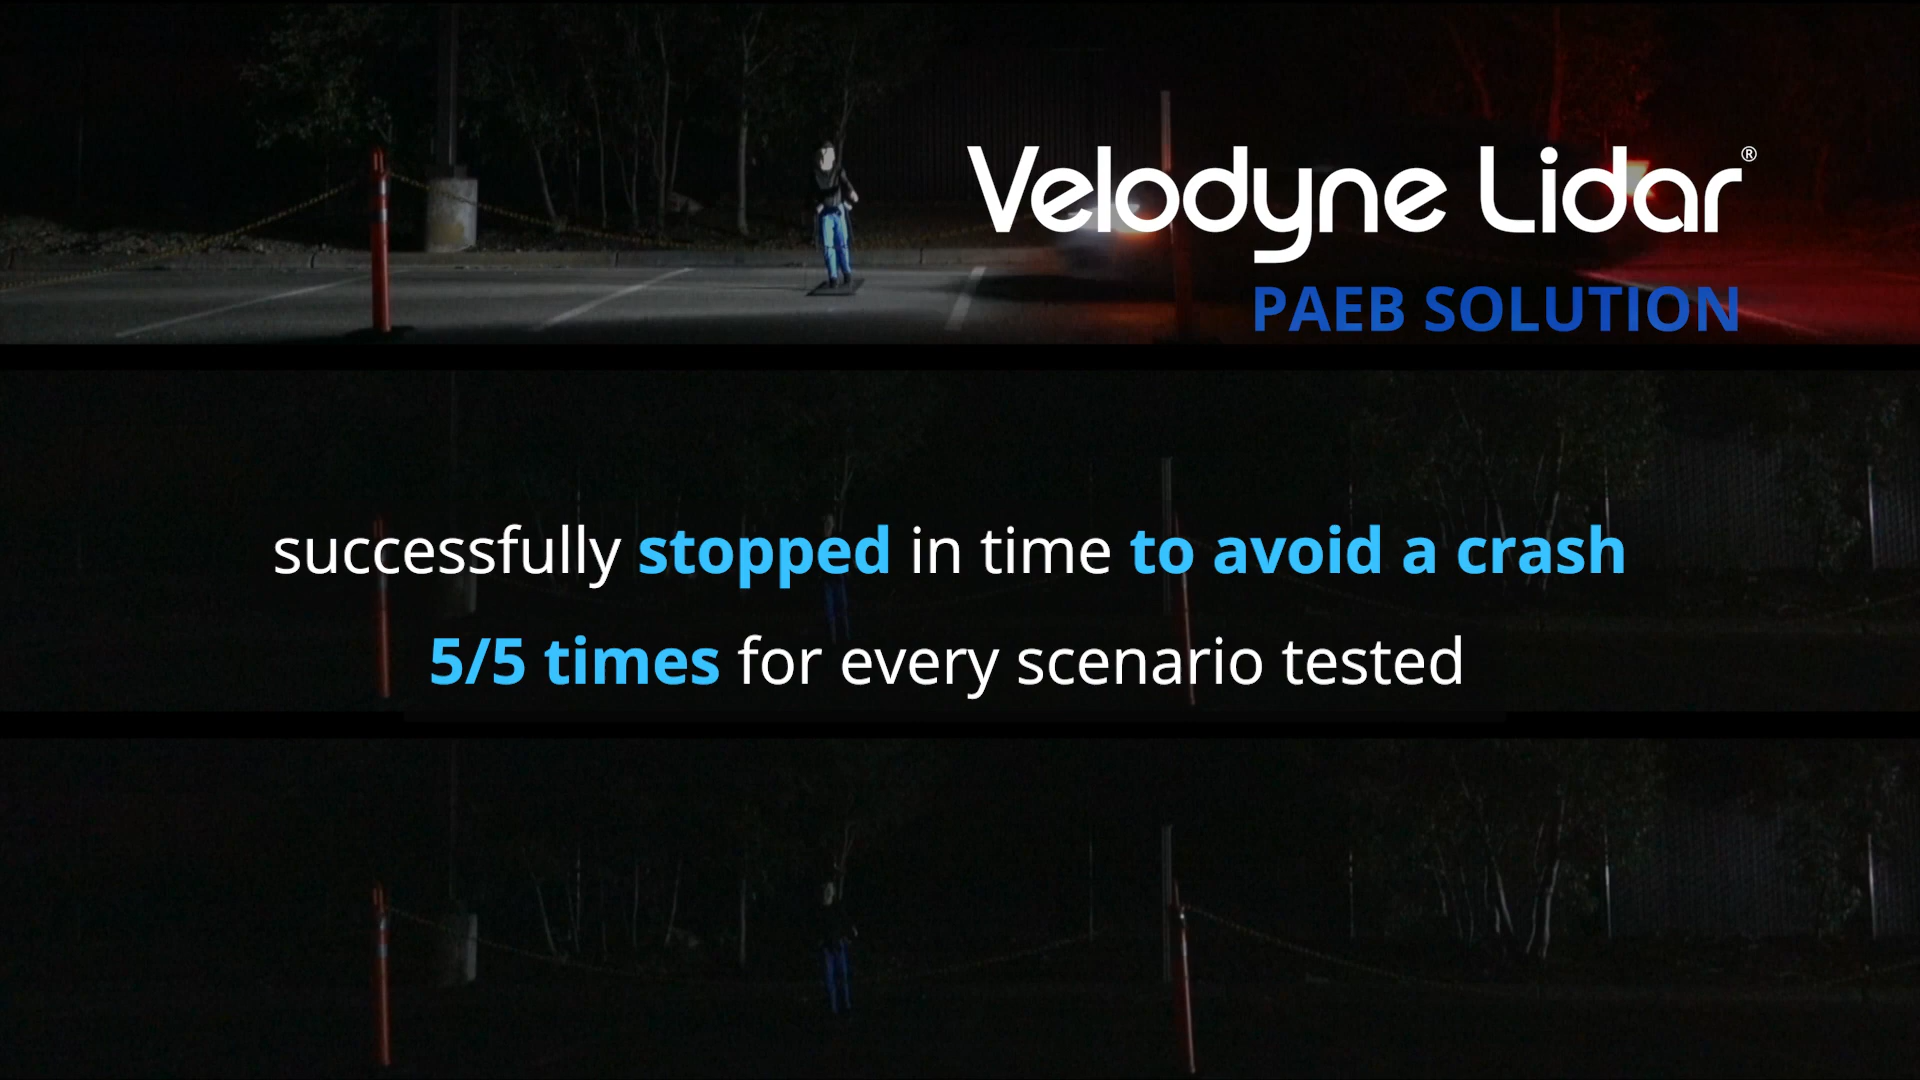 Velodyne Lidar®
PAEB SOLUTION
successfully stopped in time to avoid a crash
5/5 times for every scenario tested